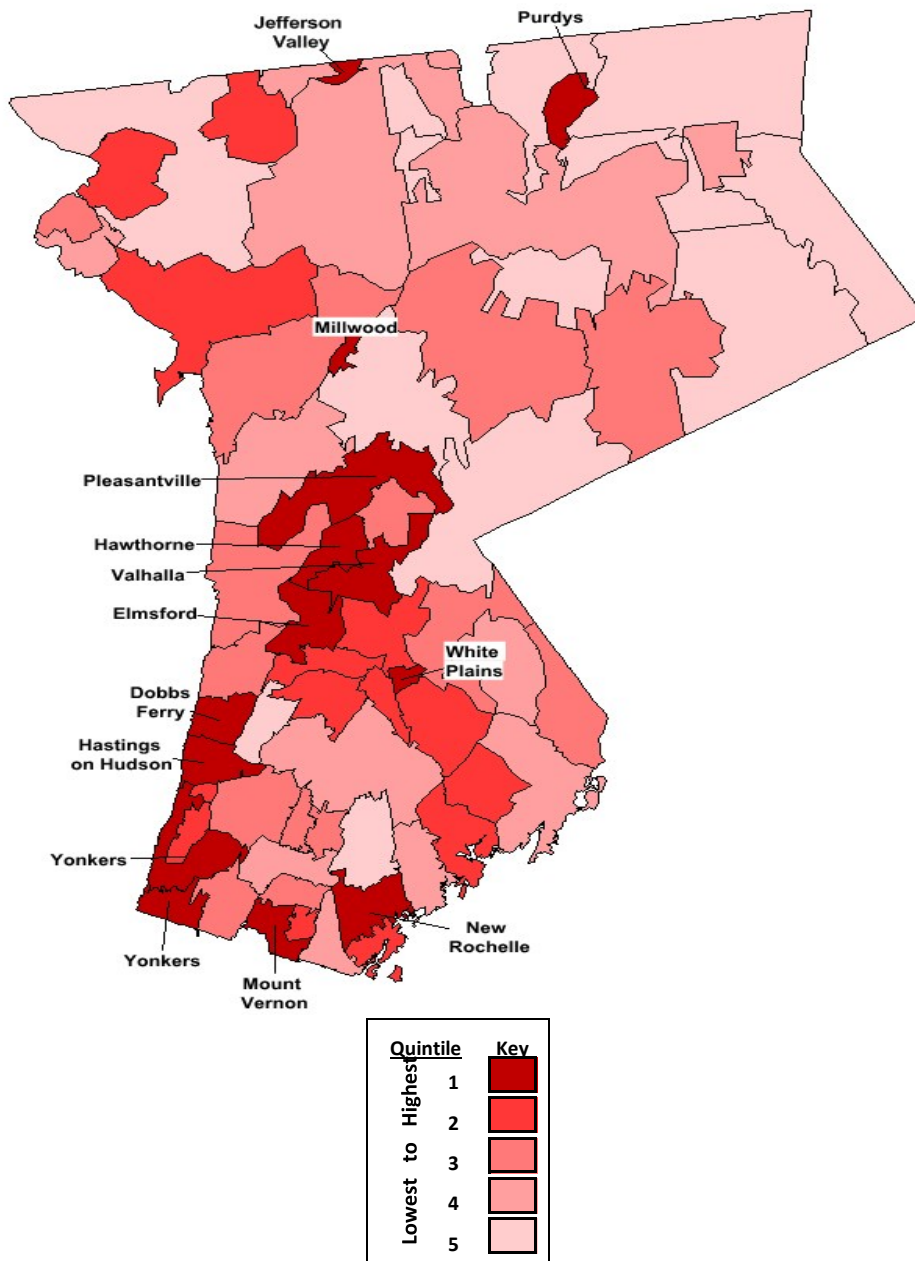 Jefferson
Valley
Purdys
Millwood
Pleasantville
Hawthorne
Valhalla
Elmsford
White
Plains
Dobbs
Ferry
Hastings
on Hudson
Yonkers
New
Rochelle
Yonkers
Mount
Vernon
Quintile Key
Lowest to Highest
1
2
3
4
5